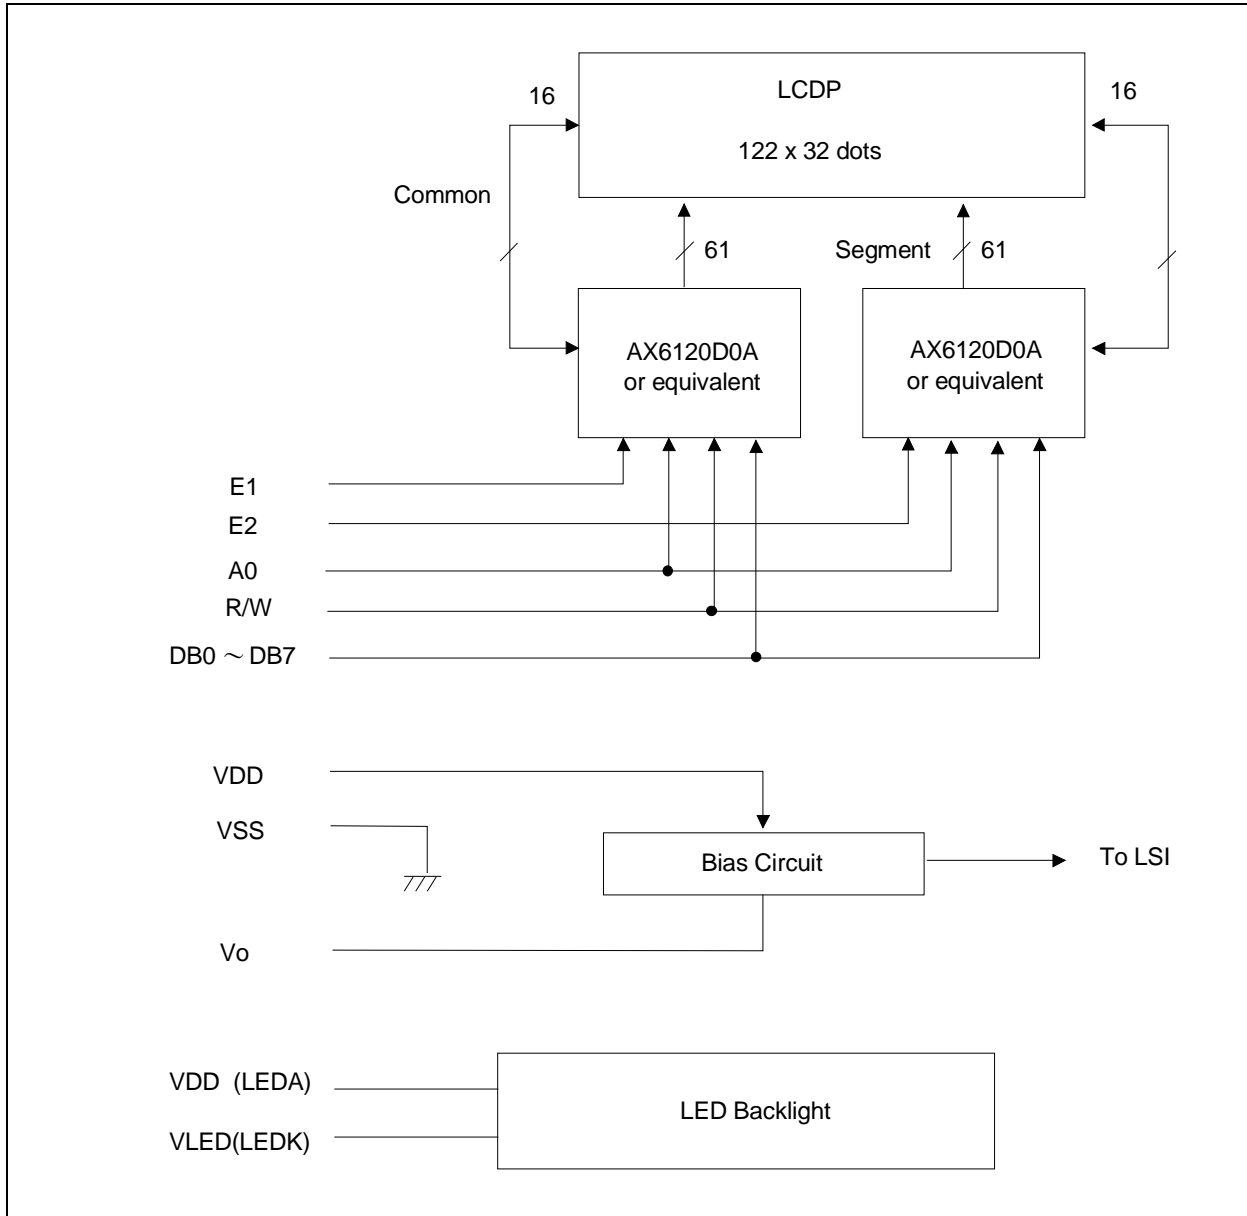 LCDP
16
16
122 x 32 dots
Common
61
Segment
61
AX6120D0A
or equivalent
AX6120D0A
or equivalent
E1
E2
A0
R/W
DB0 ~ DB7
VDD
VSS
Bias Circuit
To LSI
Vo
VDD (LEDA)
LED Backlight
VLED(LEDK)